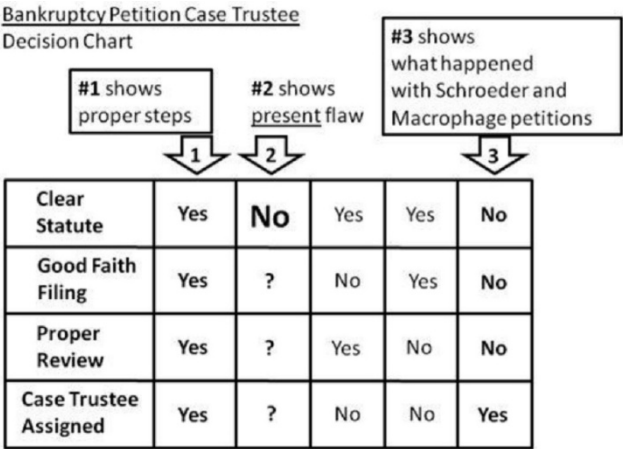 Bankruptcy Petition Case Trustee
Decision Chart
#1 shows
proper steps
#2 shows
present flaw
#3 shows
what happened
with Schroeder and
Macrophage petitions
1
2
3
Clear
Statute
Yes
No
Yes
Yes
No
Good Faith
Filing
Yes
?
No
Yes
No
Proper
Review
Yes
?
Yes
No
No
Case Trustee
Assigned
Yes
?
No
No
Yes